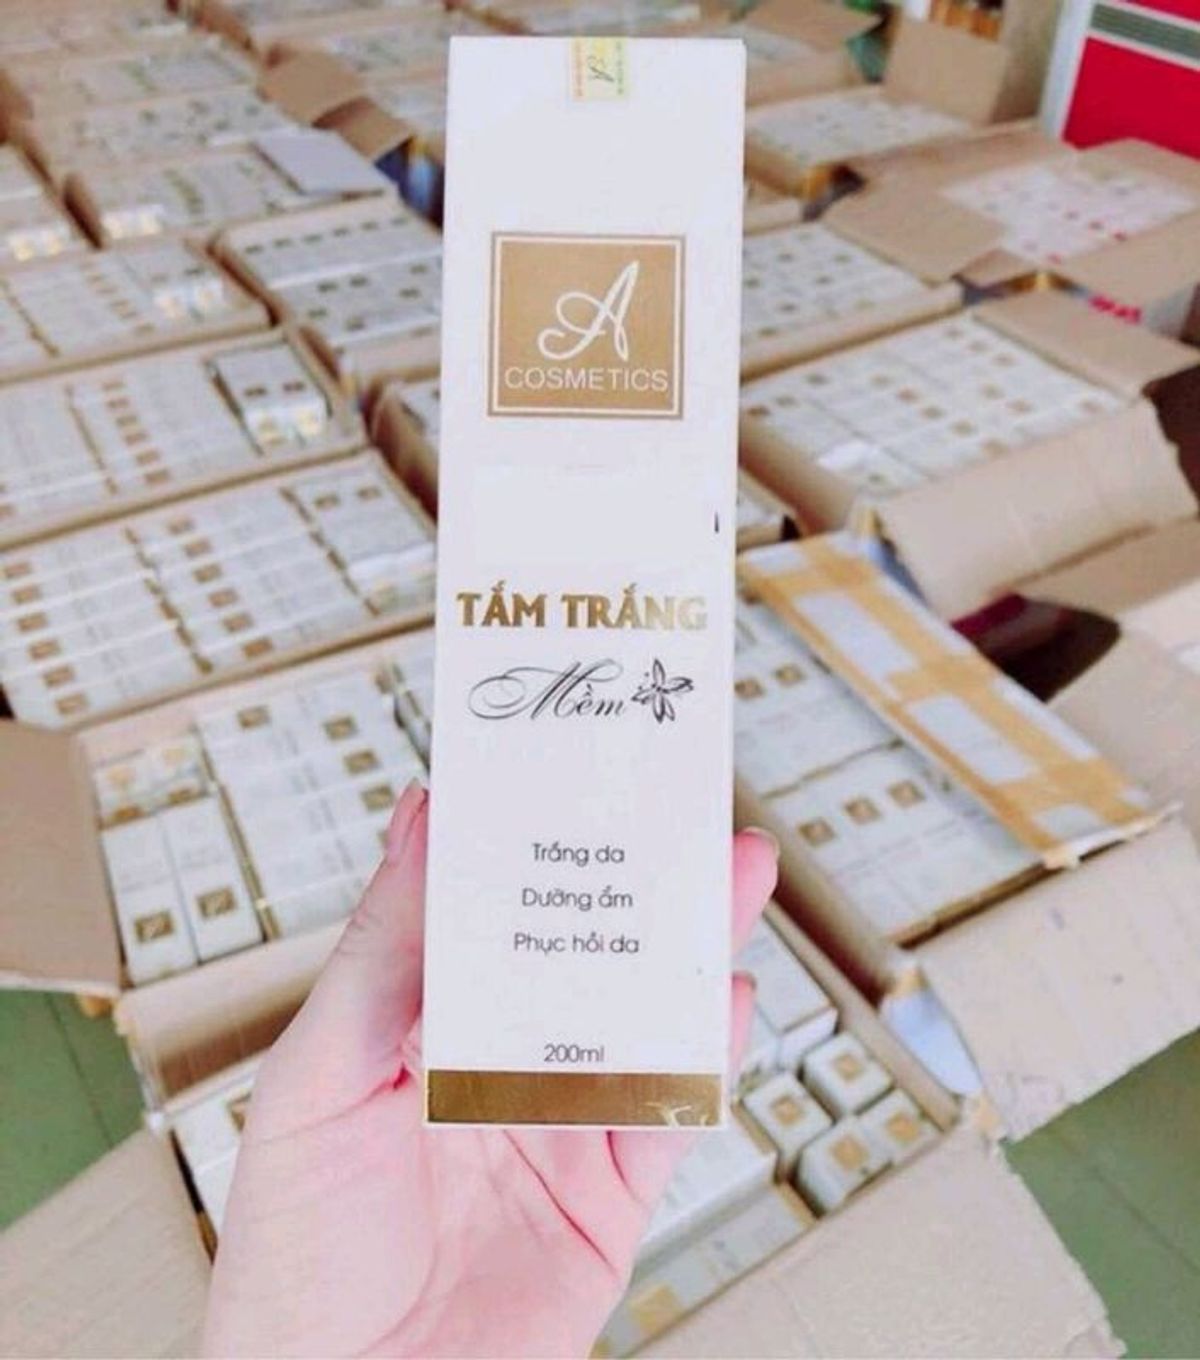 A
COSMETICS
TẮM TRẮNG
Mềm
Trắng da
Dưỡng ẩm
Phục hồi da
200ml